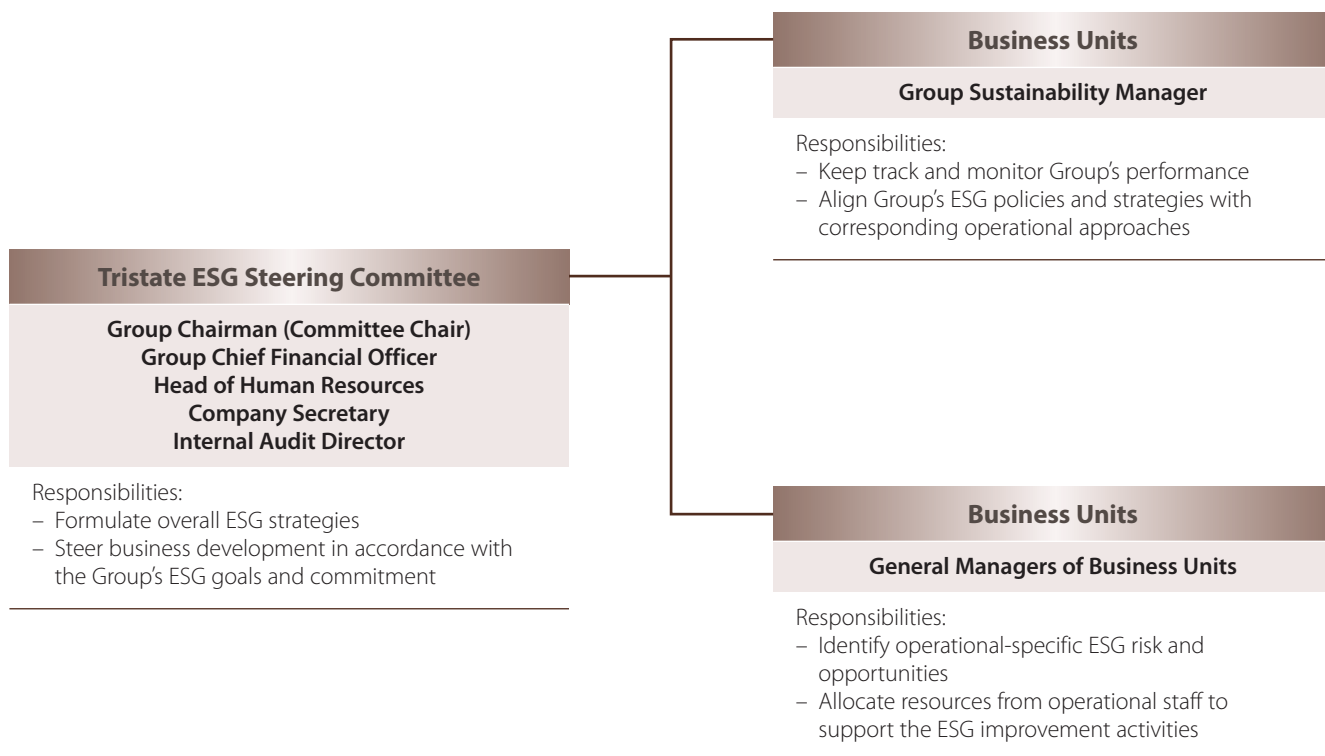 Business Units
Group Sustainability Manager
Responsibilities:
– Keep track and monitor Group’s performance
– Align Group’s ESG policies and strategies with
corresponding operational approaches
Tristate ESG Steering Committee
Group Chairman (Committee Chair)
Group Chief Financial Officer
Head of Human Resources
Company Secretary
Internal Audit Director
Responsibilities:
– Formulate overall ESG strategies
– Steer business development in accordance with
the Group’s ESG goals and commitment
Business Units
General Managers of Business Units
Responsibilities:
– Identify operational-specific ESG risk and
opportunities
– Allocate resources from operational staff to
support the ESG improvement activities